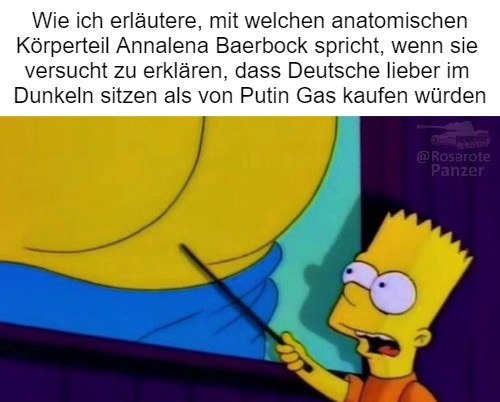 Wie ich erläutere, mit welchen anatomischen
Körperteil Annalena Baerbock spricht, wenn sie
versucht zu erklären, dass Deutsche lieber im
Dunkeln sitzen als von Putin Gas kaufen würden
@Rosarote
Panzer